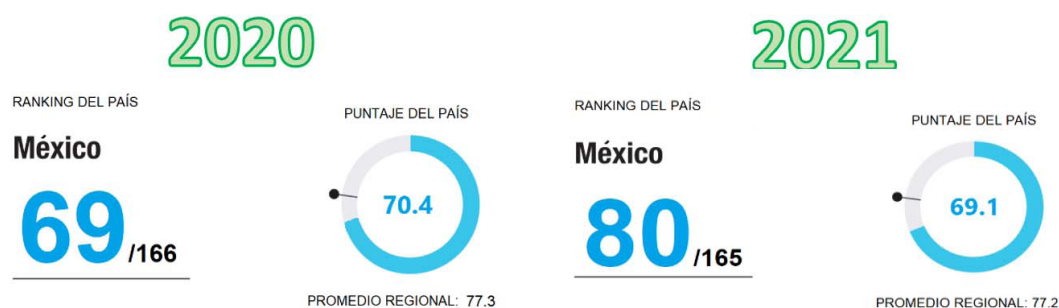 2020
RANKING DEL PAÍS
México
69/166
PUNTAJE DEL PAÍS
70.4
PROMEDIO REGIONAL: 77.3
2021
RANKING DEL PAÍS
México
80/165
PUNTAJE DEL PAÍS
69.1
PROMEDIO REGIONAL: 77.2